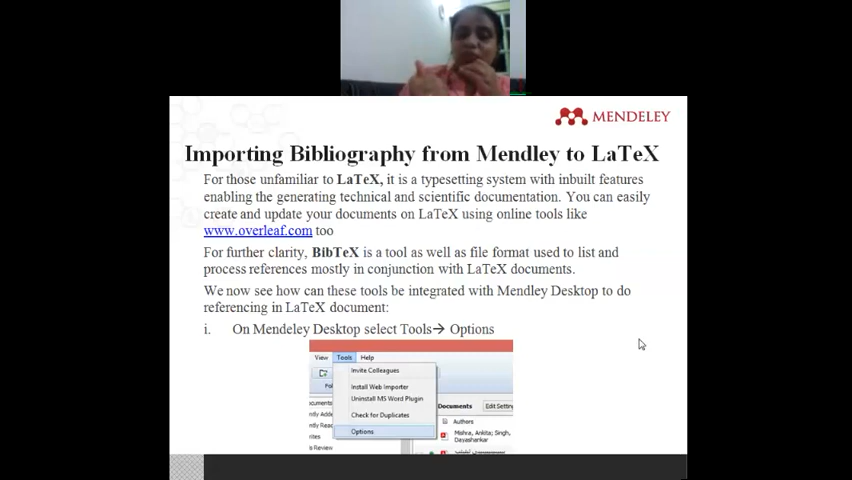 MENDELEY
Importing Bibliography from Mendley to LaTeX
For those unfamiliar to LaTeX, it is a typesetting system with inbuilt features
enabling the generating technical and scientific documentation. You can easily
create and update your documents on LaTeX using online tools like
www.overleaf.com too
For further clarity, BibTeX is a tool as well as file format used to list and
process references mostly in conjunction with LaTeX documents.
We now see how can these tools be integrated with Mendley Desktop to do
referencing in LaTeX document:
i. On Mendeley Desktop select Tools→ Options
View Tools Help
Invite Colleagues
Install Web Importer
Uninstall MS Word Plugin
Check for Duplicates
Options
Documents Edit Settin
Authors
Mishra, Ankita; Singh,
Dayashankar